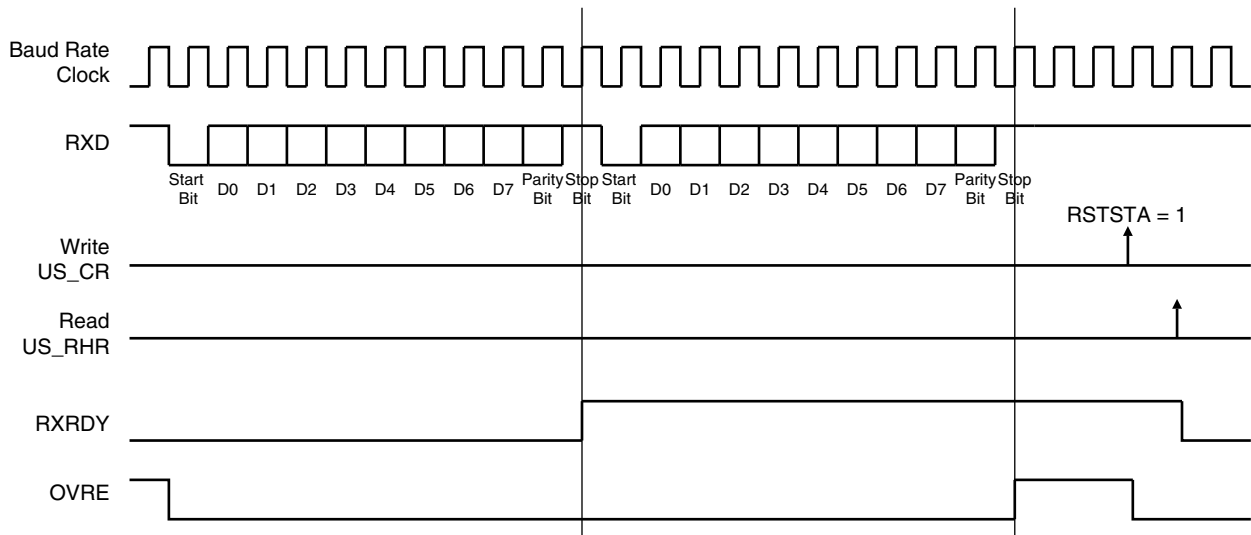 Baud Rate
Clock
RXD
Start
Bit
D0
D1
D2
D3
D4
D5
D6
D7
Parity
Bit
Stop
Bit
Start
Bit
D0
D1
D2
D3
D4
D5
D6
D7
Parity
Bit
Stop
Bit
RSTSTA = 1
Write
US_CR
Read
US_RHR
RXRDY
OVRE